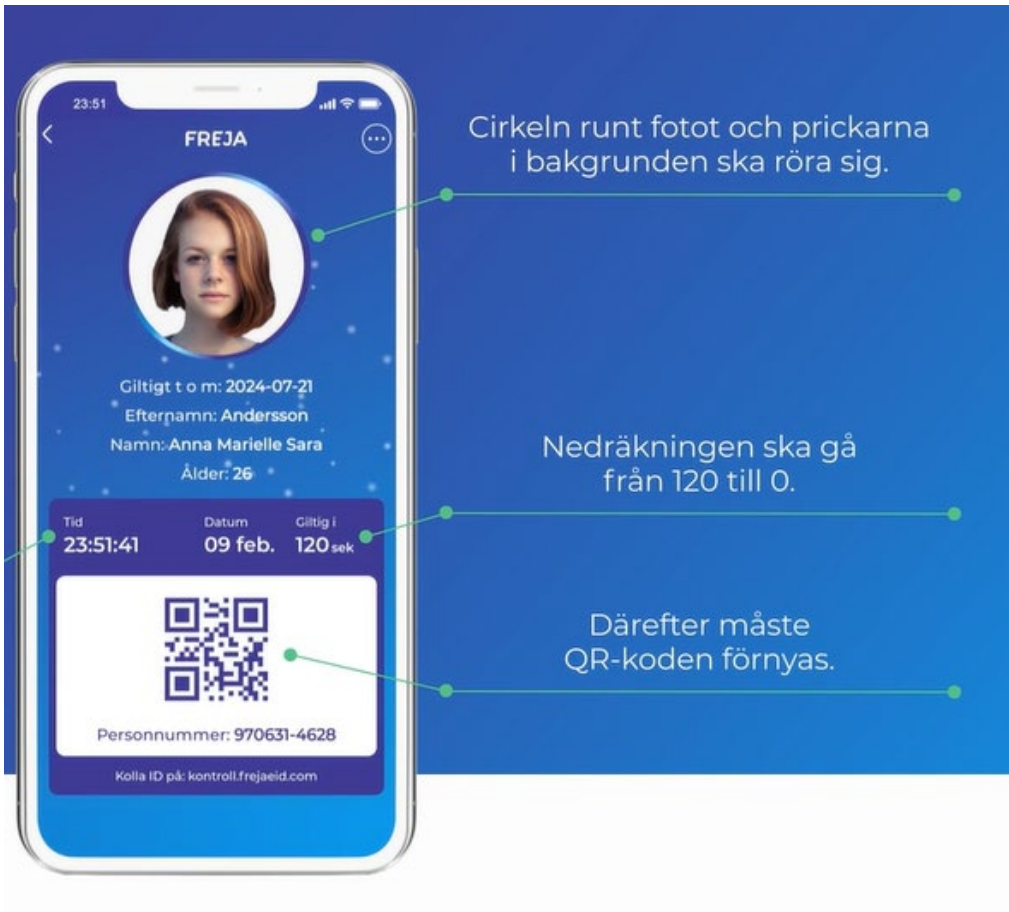 23:51
FREJA
Cirkeln runt fotot och prickarna
i bakgrunden ska röra sig.
Giltigt t o m: 2024-07-21
Efternamn: Andersson
Namn: Anna Marielle Sara
Ålder: 26
Nedräkningen ska gå
från 120 till 0.
Tid Datum Giltig i
23:51:41 09 feb. 120 sek
Därefter måste
QR-koden förnyas.
Personnummer: 970631-4628
Kolla ID på: kontroll.frejaeid.com